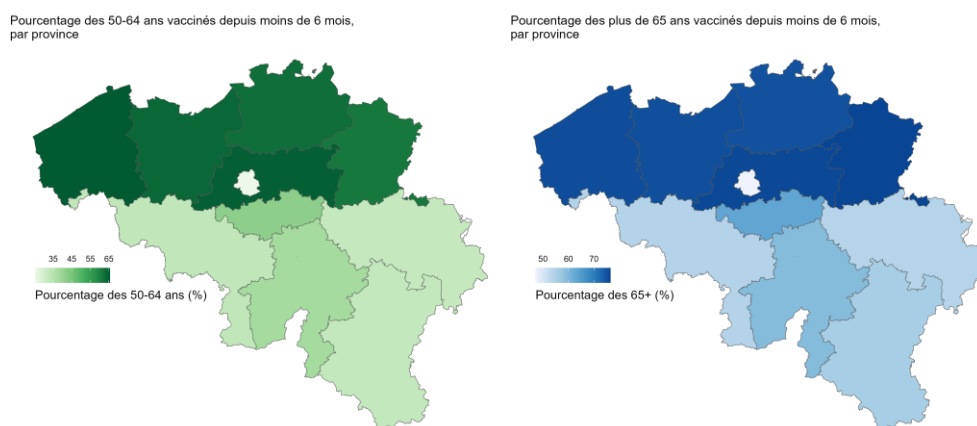 Pourcentage des 50-64 ans vaccinés depuis moins de 6 mois,
par province
35 45 55 65
Pourcentage des 50-64 ans (%)
Pourcentage des plus de 65 ans vaccinés depuis moins de 6 mois,
par province
50 60 70
Pourcentage des 65+ (%)